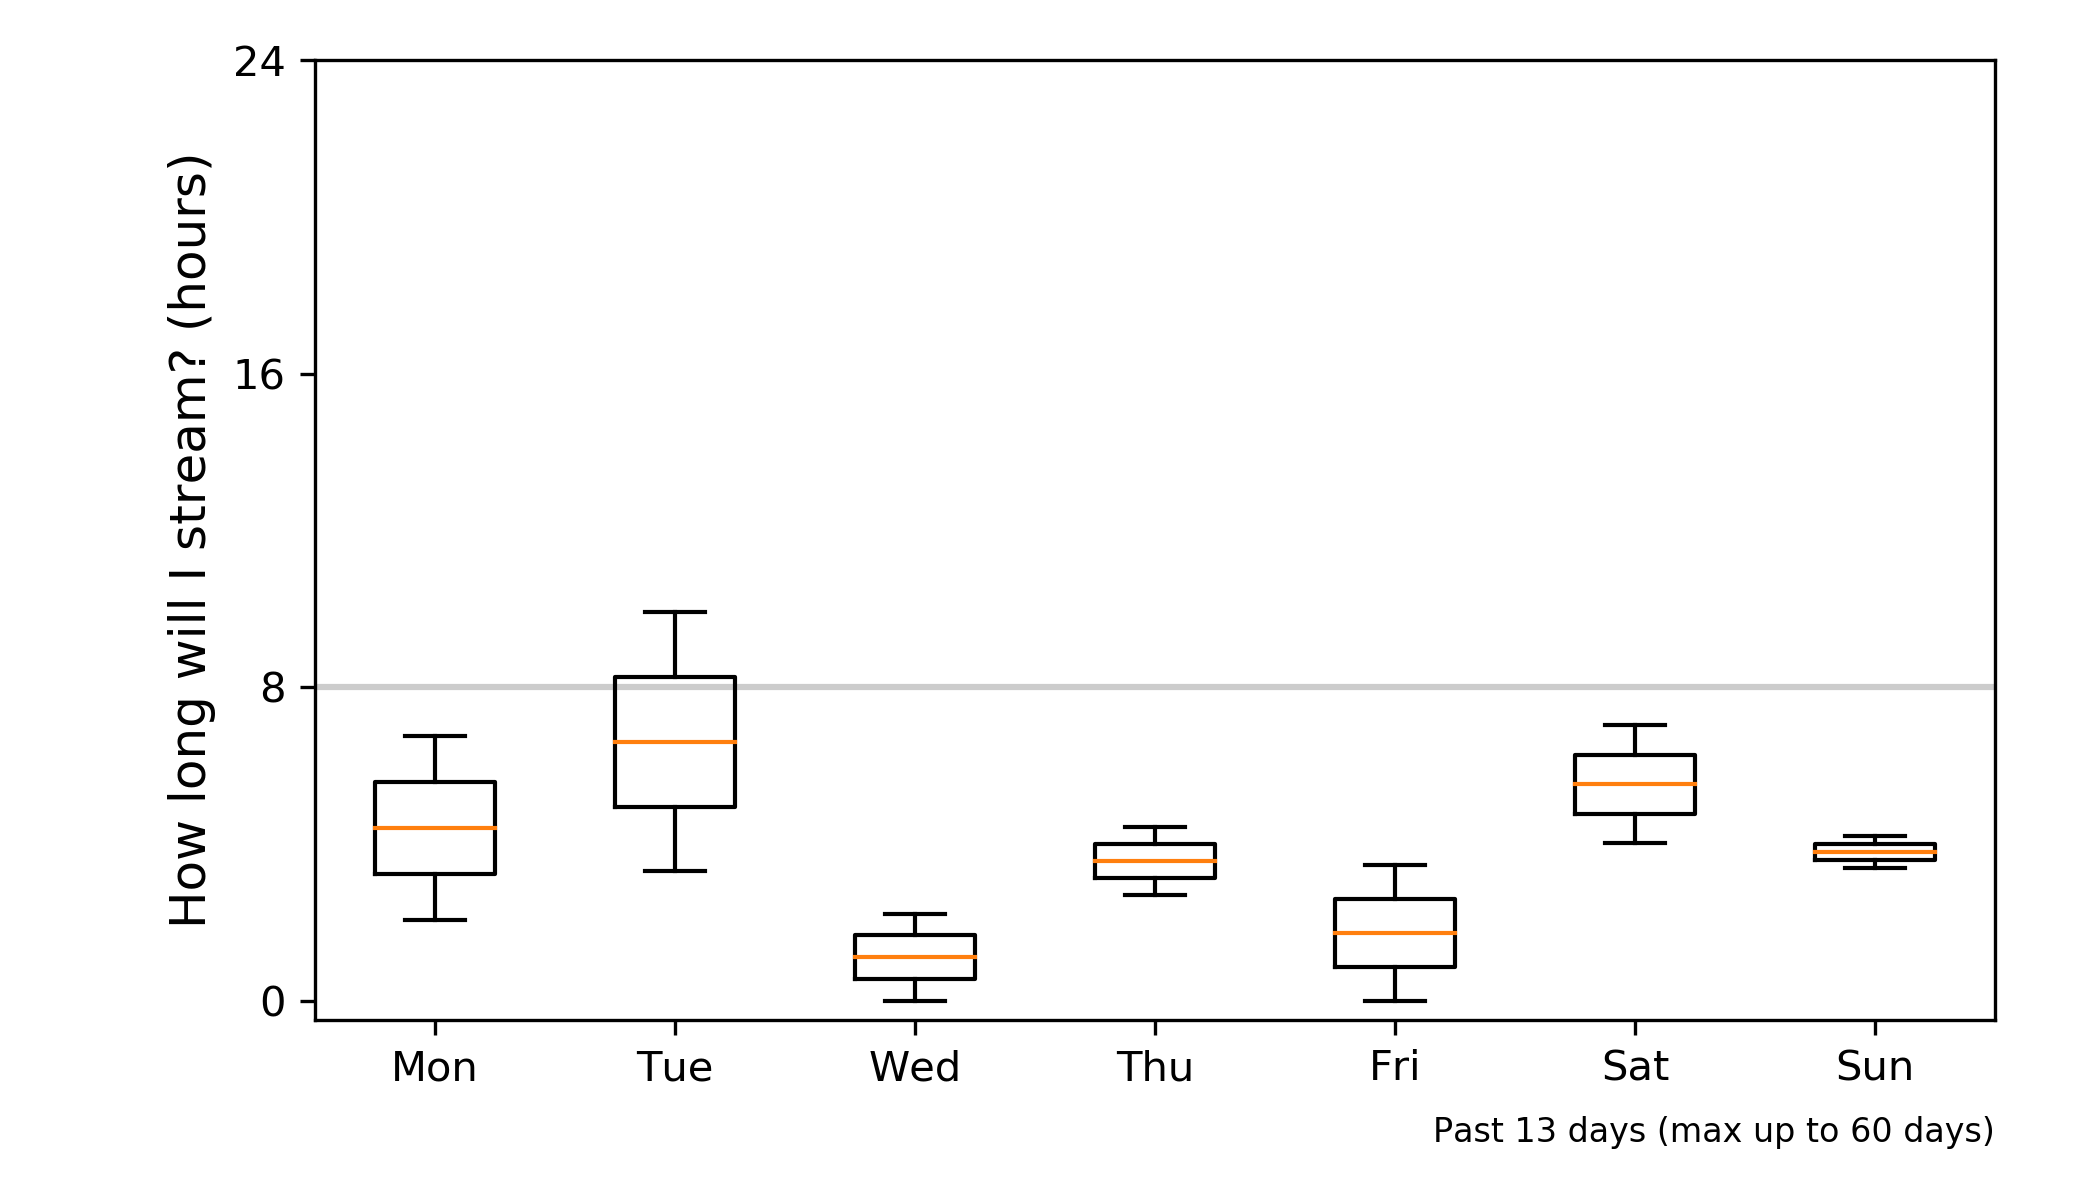 How long will I stream? (hours)
24
16
8
0
Mon Tue Wed Thu Fri Sat Sun
Past 13 days (max up to 60 days)